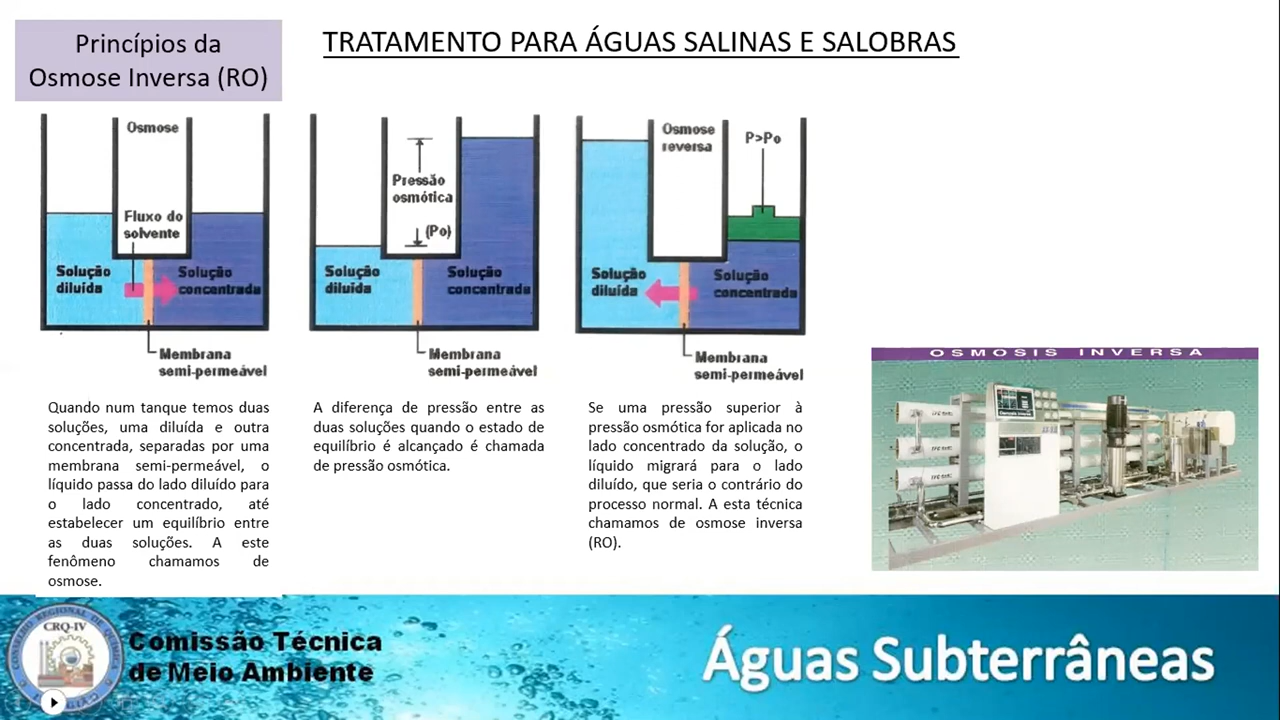 Princípios da
Osmose Inversa (RO)
TRATAMENTO PARA ÁGUAS SALINAS E SALOBRAS
Osmose
Fluxo do
solvente
Solução
diluída
Solução
concentrada
Membrana
semi-permeável
Pressão
osmótica
(Po)
Solução
diluida
Solução
concentrada
Membrana
semi-permeável
Osmose
reversa
P>Po
Solução
diluída
Solução
concentrada
Membrana
semi-permeável
Quando num tanque temos duas
soluções, uma diluída e outra
concentrada, separadas por uma
membrana semi-permeável, o
líquido passa do lado diluído para
o lado concentrado, até
estabelecer um equilíbrio entre
as duas soluções. A este
fenômeno chamamos de
osmose.
A diferença de pressão entre as
duas soluções quando o estado de
equilíbrio é alcançado é chamada
de pressão osmótica.
Se uma pressão superior à
pressão osmótica for aplicada no
lado concentrado da solução, o
líquido migrará para o lado
diluído, que seria o contrário do
processo normal. A esta técnica
chamamos de osmose inversa
(RO).
OSMOSIS INVERSA
CRQ-IV
Comissão Técnica
de Meio Ambiente
Águas Subterrâneas